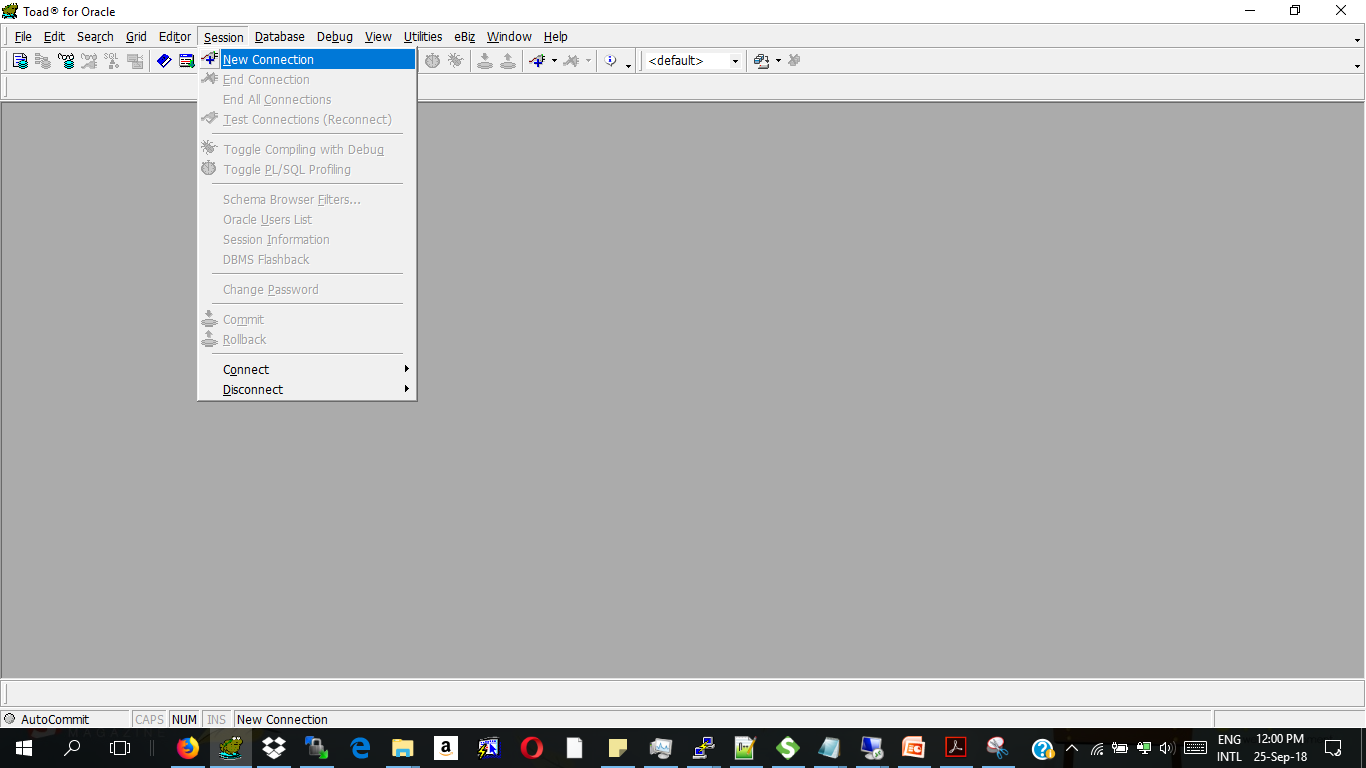 Toad® for Oracle
File Edit Search Grid Editor Session Database Debug View Utilities eBiz Window Help
SQL <default>
New Connection
End Connection
End All Connections
Test Connections (Reconnect)
Toggle Compiling with Debug
Toggle PL/SQL Profiling
Schema Browser Filters...
Oracle Users List
Session Information
DBMS Flashback
Change Password
Commit
Rollback
Connect
Disconnect
AutoCommit CAPS NUM INS New Connection
MAGAZINE
ENG 12:00 PM
INTL 25-Sep-18